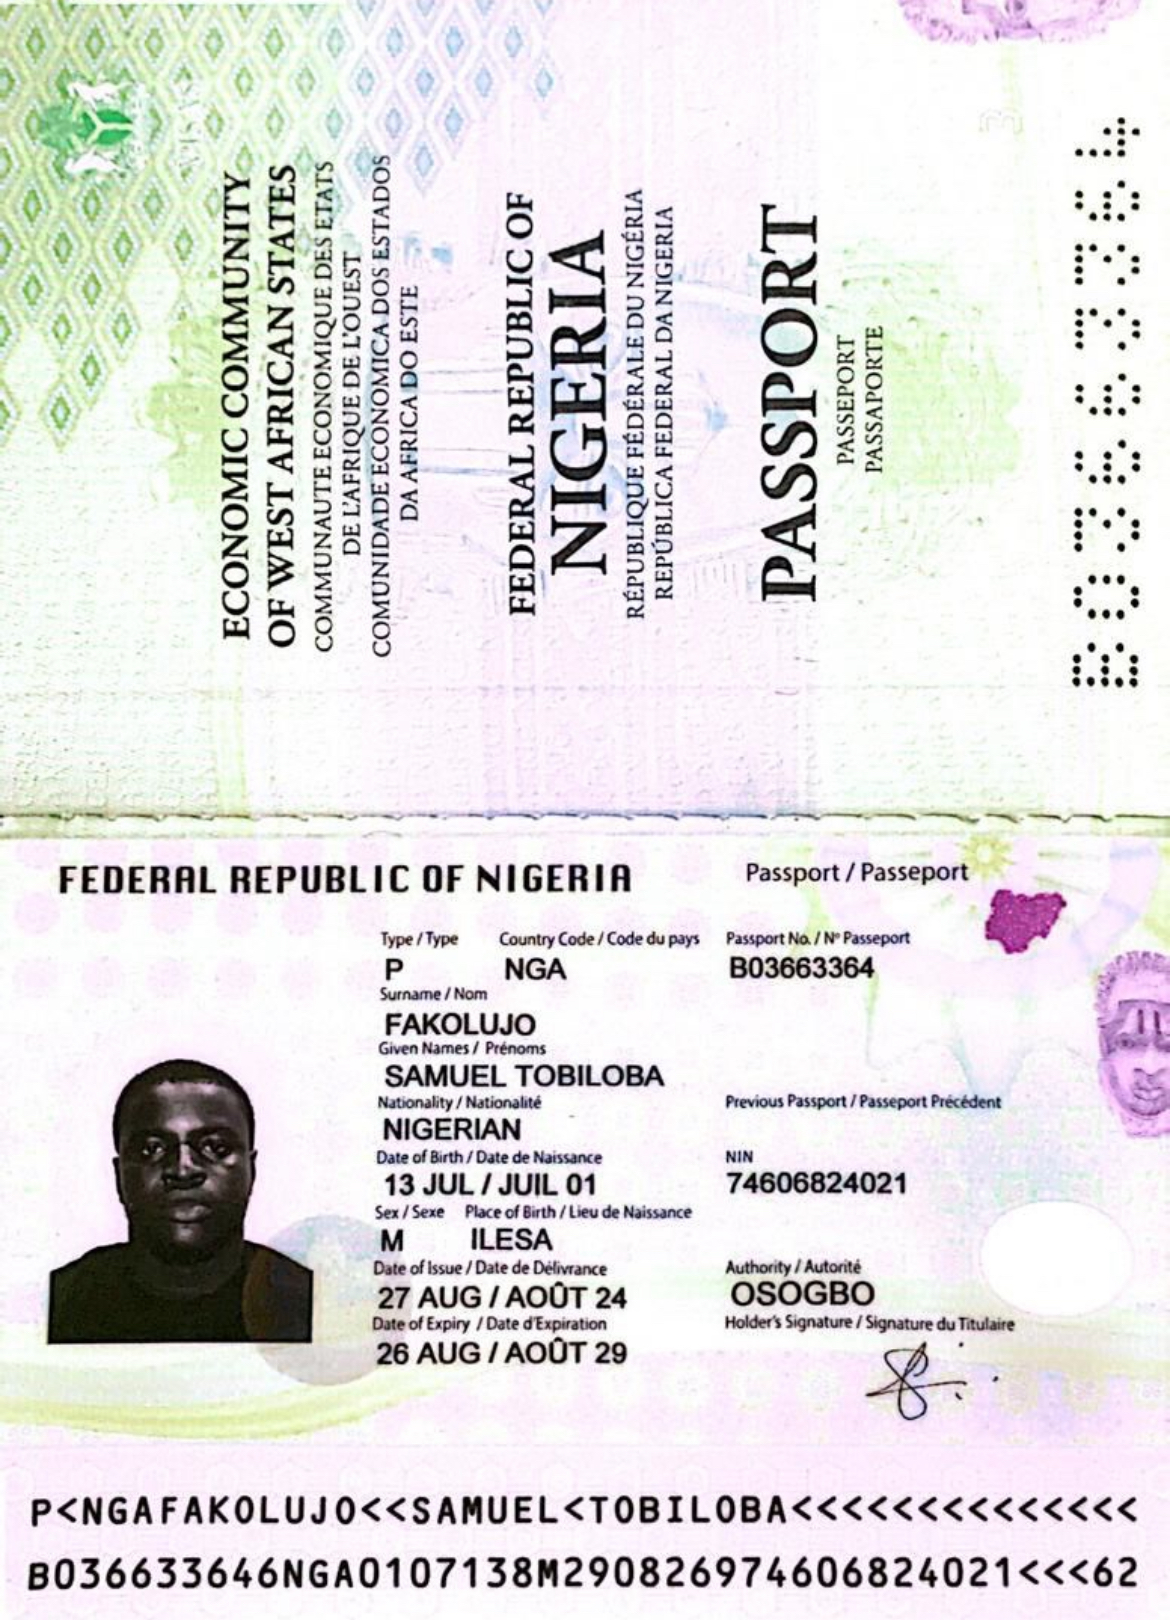 ECONOMIC COMMUNITY
OF WEST AFRICAN STATES
COMMUNAUTE ECONOMIQUE DES ETATS
DE L'AFRIQUE DE L'OUEST
COMUNIDADE ECONOMICA DOS ESTADOS
DA AFRICA DO ESTE
FEDERAL REPUBLIC OF
NIGERIA
RÉPUBLIQUE FÉDÉRALE DU NIGÉRIA
REPÚBLICA FEDERAL DA NIGERIA
PASSPORT
PASSEPORT
PASSAPORTE
B03663364
FEDERAL REPUBLIC OF NIGERIA
Passport / Passeport
Type / Type Country Code / Code du pays Passport No. / Nº Passeport
P NGA B03663364
Surname / Nom
FAKOLUJO
Given Names / Prénoms
SAMUEL TOBILOBA
Nationality / Nationalité Previous Passport / Passeport Précédent
NIGERIAN
Date of Birth / Date de Naissance NIN
13 JUL / JUIL 01 74606824021
Sex / Sexe Place of Birth / Lieu de Naissance
M ILESA
Date of Issue / Date de Délivrance Authority / Autorité
27 AUG / AOÛT 24 OSOGBO
Date of Expiry / Date d'Expiration Holder's Signature / Signature du Titulaire
26 AUG / AOÛT 29
P<NGAFAKOLUJO<<SAMUEL<TOBILOBA<<<<<<<<<<<<<<
B036633646NGA0107138M290826974606824021<<<62